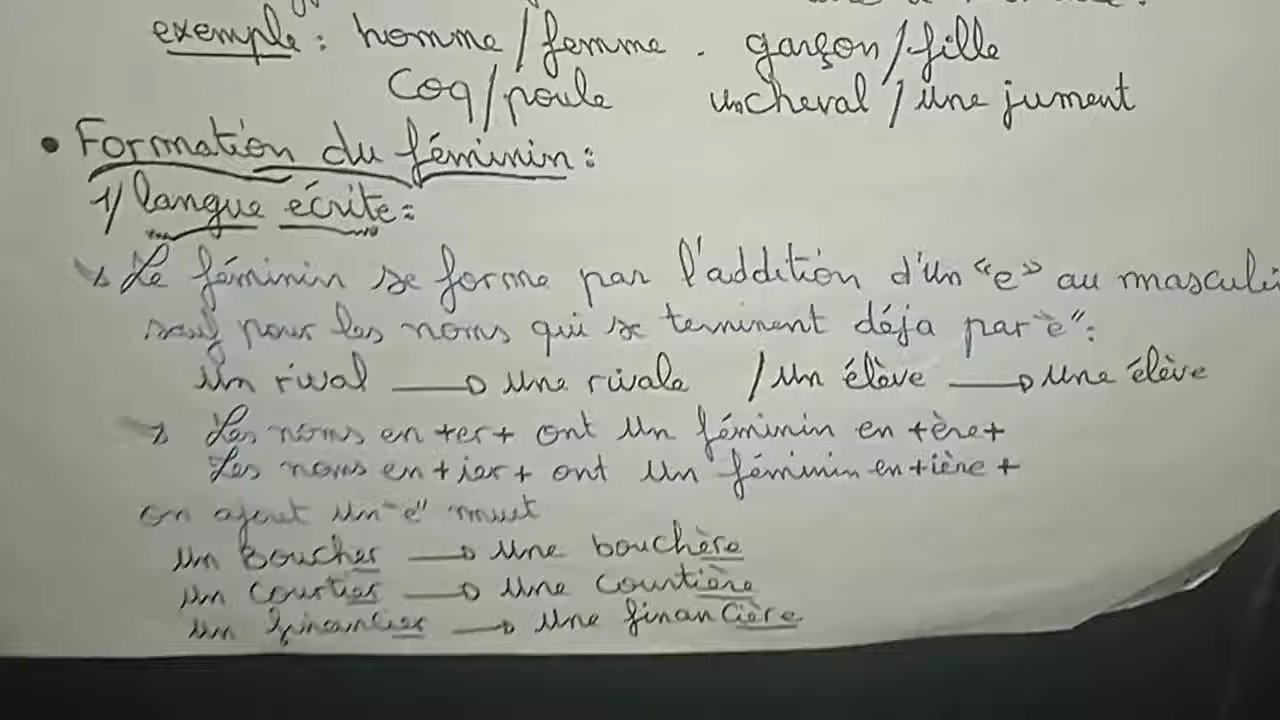 exemple : homme / femme . garçon / fille
coq / poule un cheval / une jument
• Formation du féminin :
1) langue écrite :
Le féminin se forme par l'addition d'un "e" au masculi
sauf pour les noms qui se terminent déja par "e" :
un rival → une rivale / un élève → une élève
Les noms en +er+ ont un féminin en +ère+
Les noms en +ier+ ont un féminin en +ière+
on ajout un "e" muet
un boucher → une bouchère
un courtier → une courtière
un financier → une financière